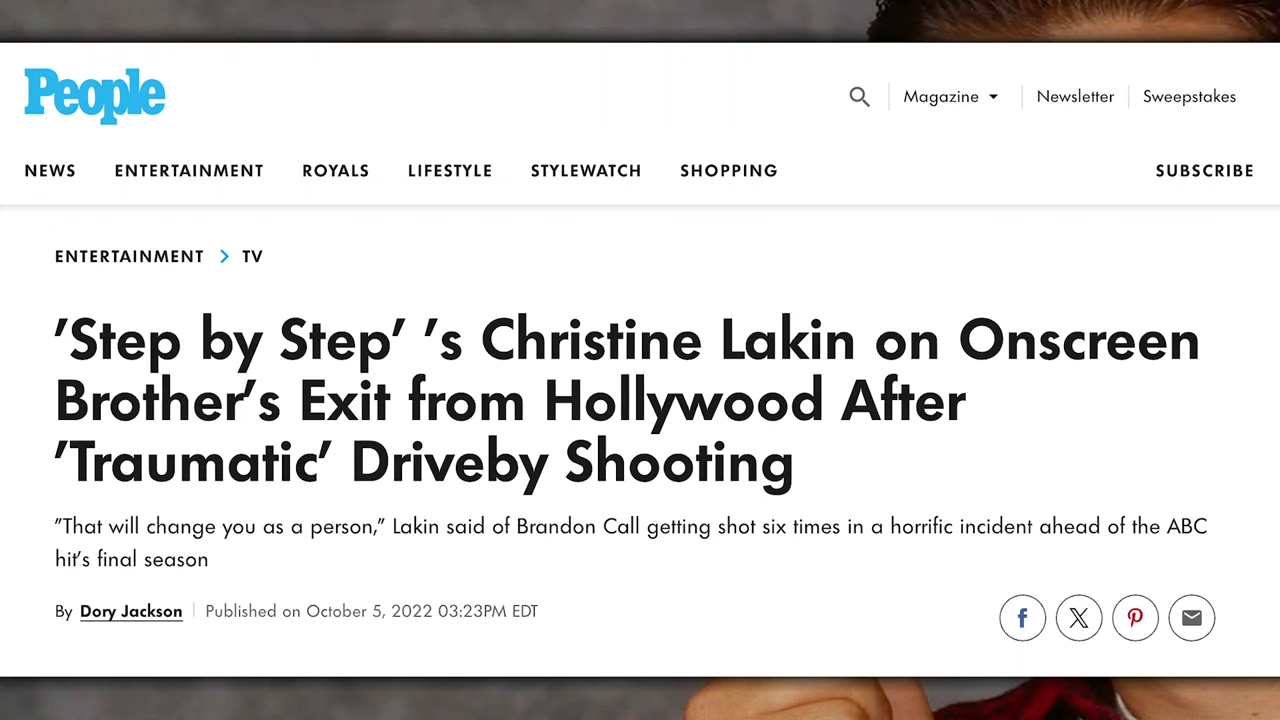 People
Magazine
Newsletter
Sweepstakes
NEWS
ENTERTAINMENT
ROYALS
LIFESTYLE
STYLEWATCH
SHOPPING
SUBSCRIBE
ENTERTAINMENT > TV
’Step by Step’ ’s Christine Lakin on Onscreen
Brother’s Exit from Hollywood After
’Traumatic’ Driveby Shooting
”That will change you as a person,” Lakin said of Brandon Call getting shot six times in a horrific incident ahead of the ABC
hit’s final season
By Dory Jackson | Published on October 5, 2022 03:23PM EDT